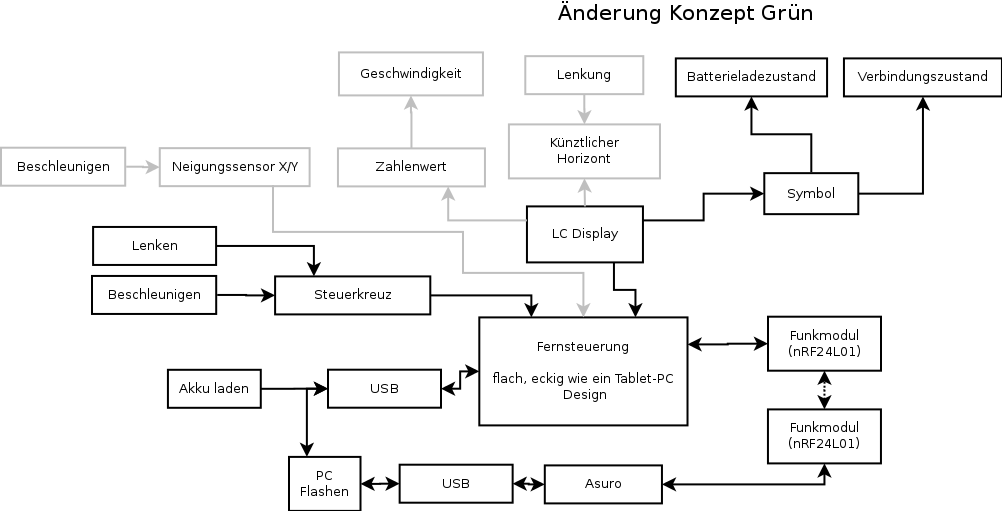 Änderung Konzept Grün
Geschwindigkeit
Lenkung
Batterieladezustand
Verbindungszustand
Beschleunigen
Neigungssensor X/Y
Zahlenwert
Künztlicher
Horizont
Symbol
LC Display
Lenken
Beschleunigen
Steuerkreuz
Fernsteuerung
flach, eckig wie ein Tablet-PC
Design
Funkmodul
(nRF24L01)
Akku laden
USB
Funkmodul
(nRF24L01)
PC
Flashen
USB
Asuro